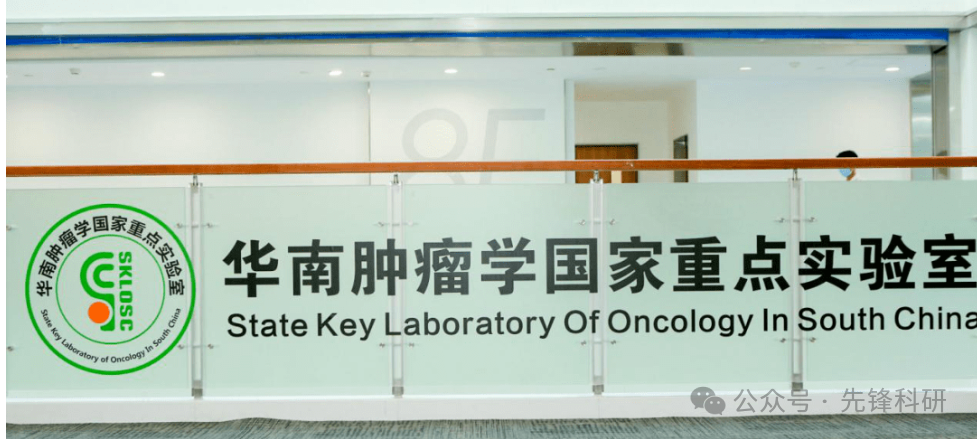 85
华南肿瘤学国家重点实验室
SKLOSC
State Key Laboratory of Oncology In South China
华南肿瘤学国家重点实验室
State Key Laboratory Of Oncology In South China
公众号 · 先锋科研